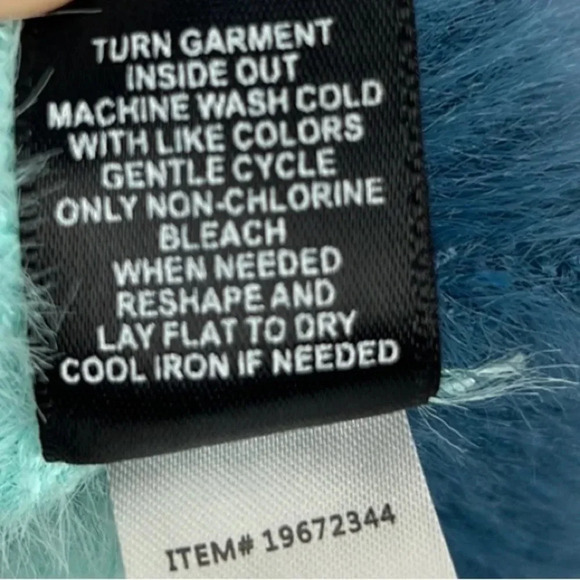 TURN GARMENT
INSIDE OUT
MACHINE WASH COLD
WITH LIKE COLORS
GENTLE CYCLE
ONLY NON-CHLORINE
BLEACH
WHEN NEEDED
RESHAPE AND
LAY FLAT TO DRY
COOL IRON IF NEEDED
ITEM# 19672344